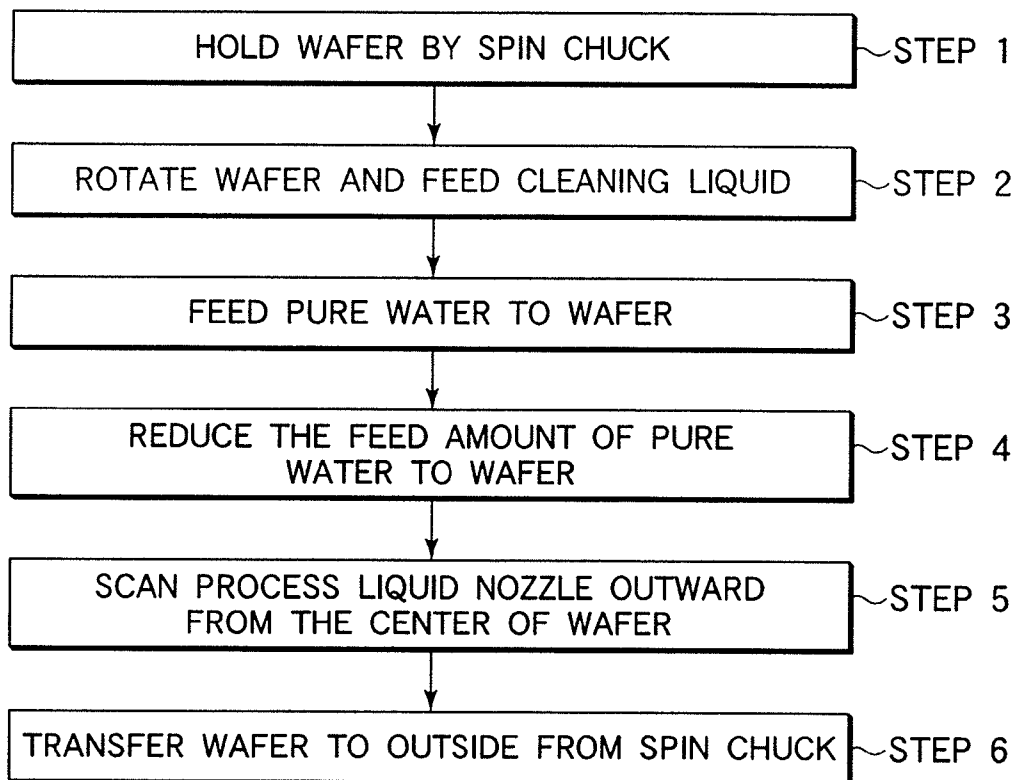 HOLD WAFER BY SPIN CHUCK
STEP 1
ROTATE WAFER AND FEED CLEANING LIQUID
STEP 2
FEED PURE WATER TO WAFER
STEP 3
REDUCE THE FEED AMOUNT OF PURE
WATER TO WAFER
STEP 4
SCAN PROCESS LIQUID NOZZLE OUTWARD
FROM THE CENTER OF WAFER
STEP 5
TRANSFER WAFER TO OUTSIDE FROM SPIN CHUCK
STEP 6